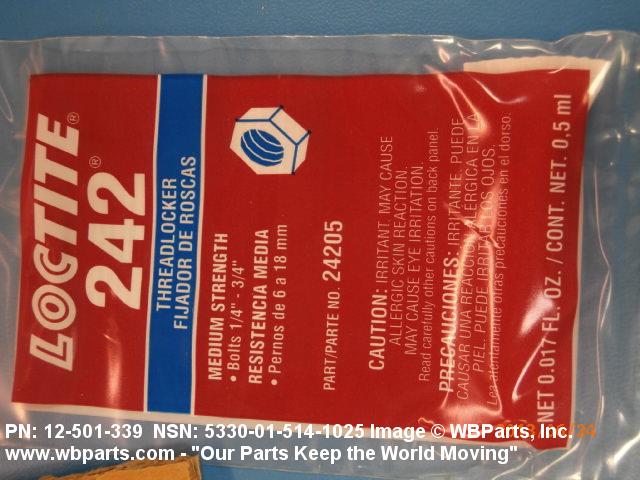 LOCTITE®
242®
THREADLOCKER
FIJADOR DE ROSCAS
MEDIUM STRENGTH
• Bolts 1/4" - 3/4"
RESISTENCIA MEDIA
• Pernos de 6 a 18 mm
PART/PARTE NO. 24205
CAUTION: IRRITANT. MAY CAUSE
ALLERGIC SKIN REACTION.
MAY CAUSE EYE IRRITATION.
Read carefully other cautions on back panel.
PRECAUCIONES: IRRITANTE. PUEDE
CAUSAR UNA REACCION ALÉRGICA EN LA
PIEL. PUEDE IRRITAR LOS OJOS.
Lea atentamente otras precauciones en el dorso.
NET 0.017 FL. OZ. / CONT. NET. 0,5 ml
PN: 12-501-339 NSN: 5330-01-514-1025 Image © WBParts, Inc.
www.wbparts.com - "Our Parts Keep the World Moving"